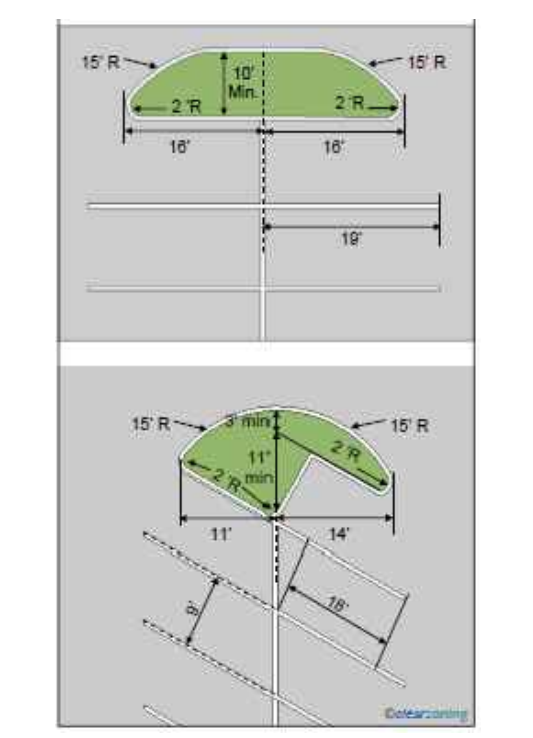 15' R
15' R
10'
Min.
2 'R
2 'R
16'
16'
19'
15' R
3' min
15' R
11'
min
2 'R
2 'R
11'
14'
9'
18'
©clearzoning